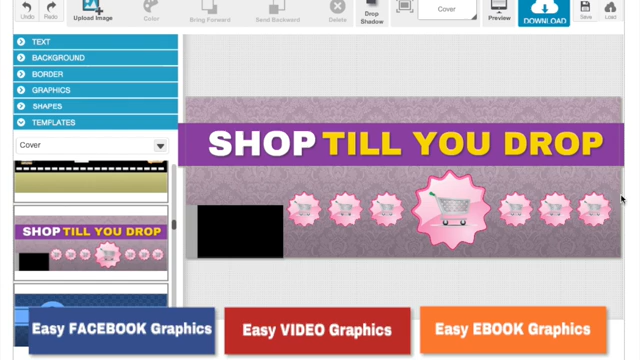 Undo
Redo
Upload Image
Color
Bring Forward
Send Backward
Delete
Drop
Shadow
Cover
Preview
DOWNLOAD
Save
Load
TEXT
BACKGROUND
BORDER
GRAPHICS
SHAPES
TEMPLATES
Cover
SHOP TILL YOU DROP
SHOP TILL YOU DROP
Easy FACEBOOK Graphics
Easy VIDEO Graphics
Easy EBOOK Graphics